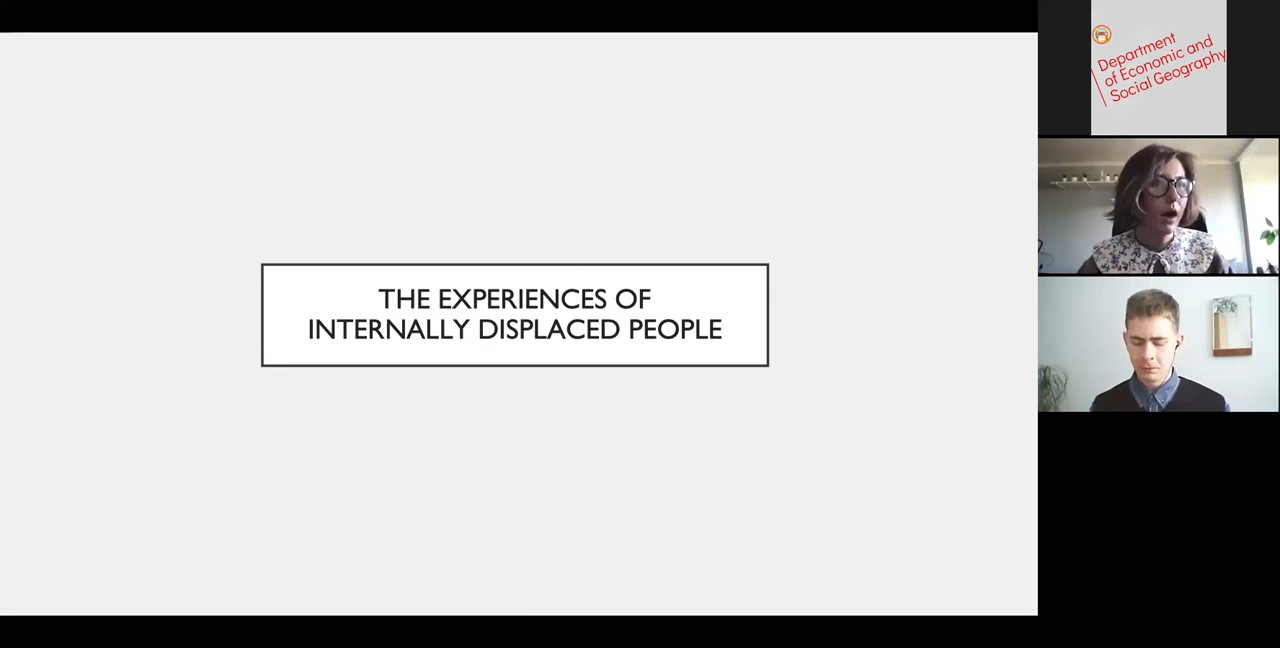 THE EXPERIENCES OF
INTERNALLY DISPLACED PEOPLE
Department
of Economic and
Social Geography